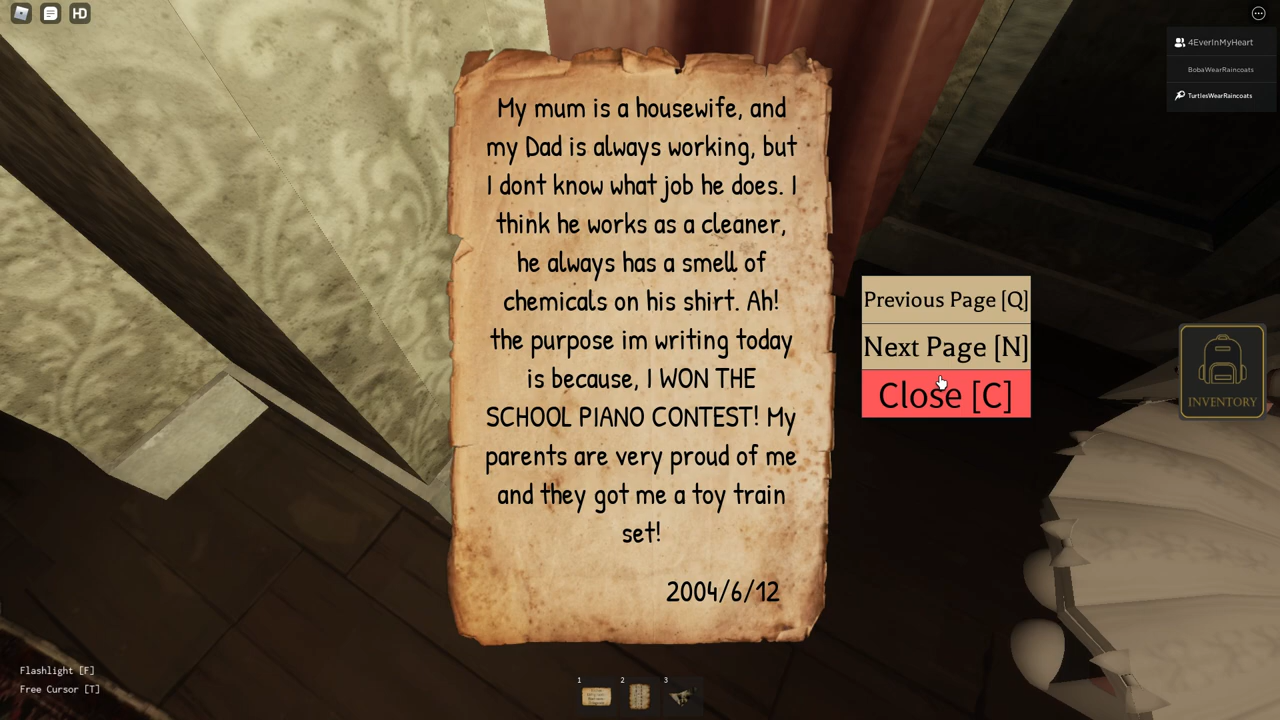 HD
4EverInMyHeart
BobaWearRaincoats
TurtlesWearRaincoats
My mum is a housewife, and
my Dad is always working, but
I dont know what job he does. I
think he works as a cleaner,
he always has a smell of
chemicals on his shirt. Ah!
the purpose im writing today
is because, I WON THE
SCHOOL PIANO CONTEST! My
parents are very proud of me
and they got me a toy train
set!
2004/6/12
Previous Page [Q]
Next Page [N]
Close [C]
INVENTORY
Flashlight [F]
Free Cursor [T]
1
2
3